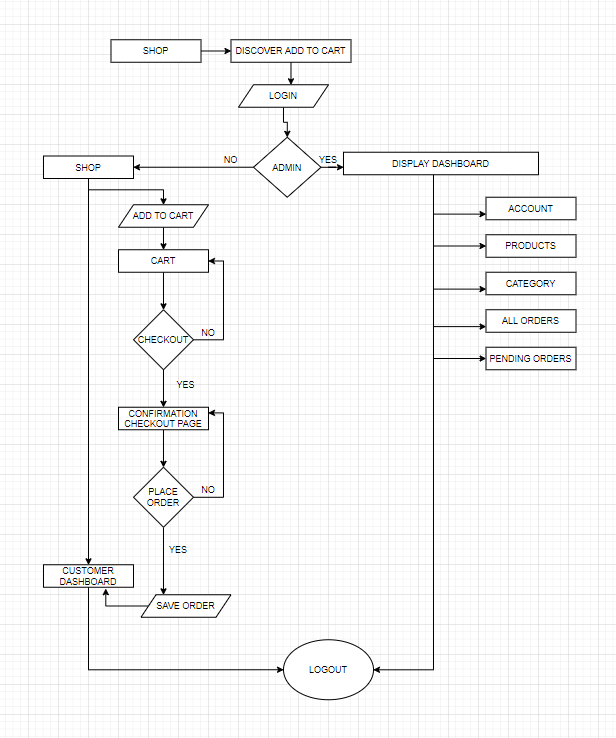 SHOP
DISCOVER ADD TO CART
LOGIN
ADMIN
NO
YES
SHOP
DISPLAY DASHBOARD
ADD TO CART
ACCOUNT
CART
PRODUCTS
CATEGORY
CHECKOUT
NO
ALL ORDERS
PENDING ORDERS
YES
CONFIRMATION
CHECKOUT PAGE
PLACE
ORDER
NO
YES
CUSTOMER
DASHBOARD
SAVE ORDER
LOGOUT